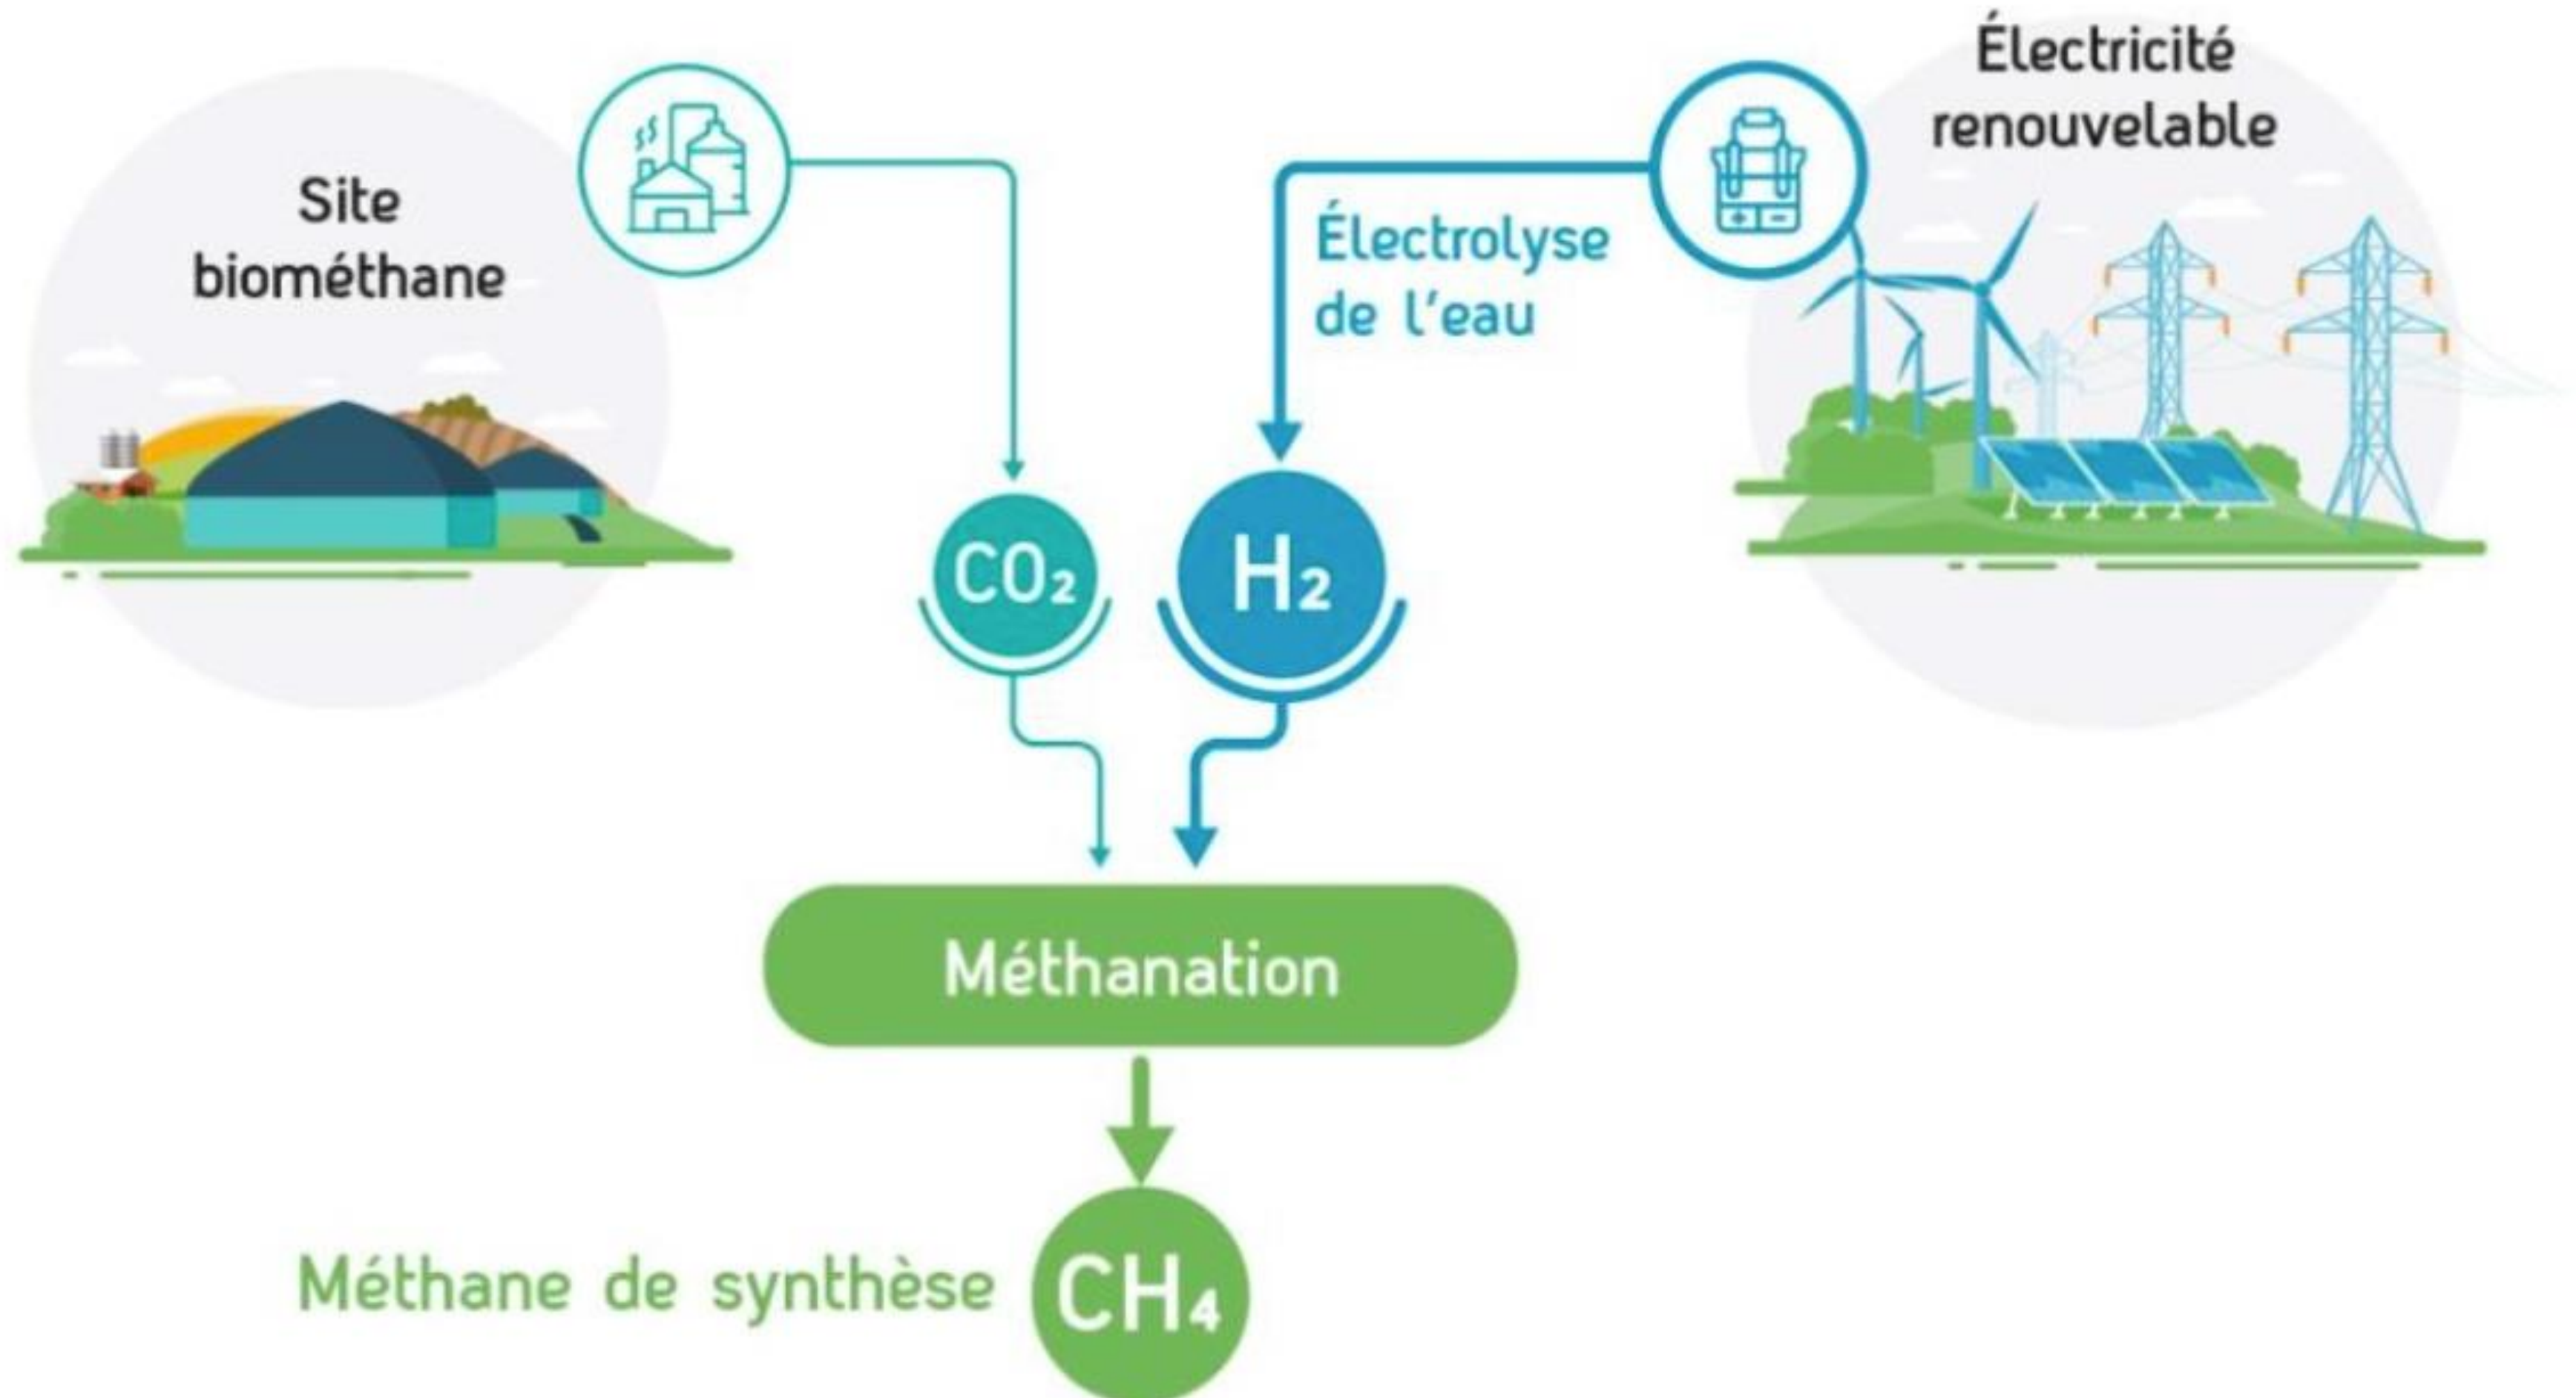 Site
biométhane
Électricité
renouvelable
Électrolyse
de l'eau
CO₂
H₂
Méthanation
Méthane de synthèse
CH₄